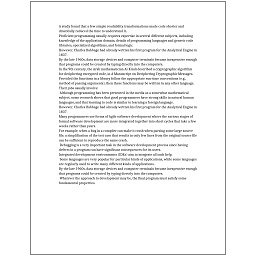 A study found that a few simple readability transformations made code shorter and
drastically reduced the time to understand it.
Proficient programming usually requires expertise in several different subjects, including
knowledge of the application domain, details of programming languages and generic code
libraries, specialized algorithms, and formal logic.
However, Charles Babbage had already written his first program for the Analytical Engine in
1837.
By the late 1960s, data storage devices and computer terminals became inexpensive enough
that programs could be created by typing directly into the computers.
In the 9th century, the Arab mathematician Al-Kindi described a cryptographic algorithm
for deciphering encrypted code, in A Manuscript on Deciphering Cryptographic Messages.
Provided the functions in a library follow the appropriate run-time conventions (e.g.,
method of passing arguments), then these functions may be written in any other language.
Their jobs usually involve:
Although programming has been presented in the media as a somewhat mathematical
subject, some research shows that good programmers have strong skills in natural human
languages, and that learning to code is similar to learning a foreign language.
However, Charles Babbage had already written his first program for the Analytical Engine in
1837.
Many programmers use forms of Agile software development where the various stages of
formal software development are more integrated together into short cycles that take a few
weeks rather than years.
For example, when a bug in a compiler can make it crash when parsing some large source
file, a simplification of the test case that results in only few lines from the original source file
can be sufficient to reproduce the same crash.
Debugging is a very important task in the software development process since having
defects in a program can have significant consequences for its users.
Integrated development environments (IDEs) aim to integrate all such help.
Some languages are very popular for particular kinds of applications, while some languages
are regularly used to write many different kinds of applications.
By the late 1960s, data storage devices and computer terminals became inexpensive enough
that programs could be created by typing directly into the computers.
Whatever the approach to development may be, the final program must satisfy some
fundamental properties.